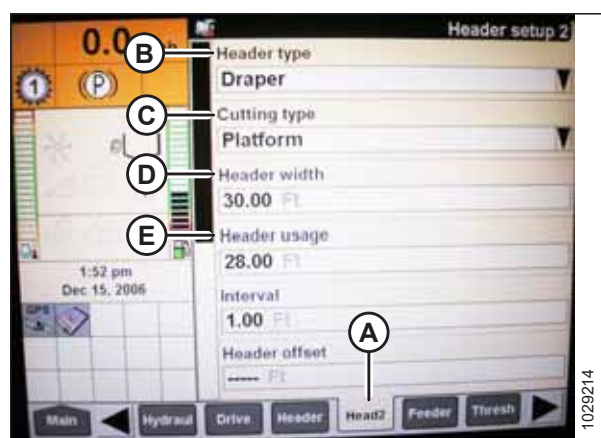 Header setup 2
0.0
1
(P)
B
Header type
Draper
C
Cutting type
Platform
D
Header width
30.00 Ft
E
Header usage
28.00 Ft
Interval
1.00 Ft
A
Header offset
----- Ft
1:52 pm
Dec 15, 2006
GPS
Main
Hydraul
Drive
Header
Head2
Feeder
Thresh
1029214